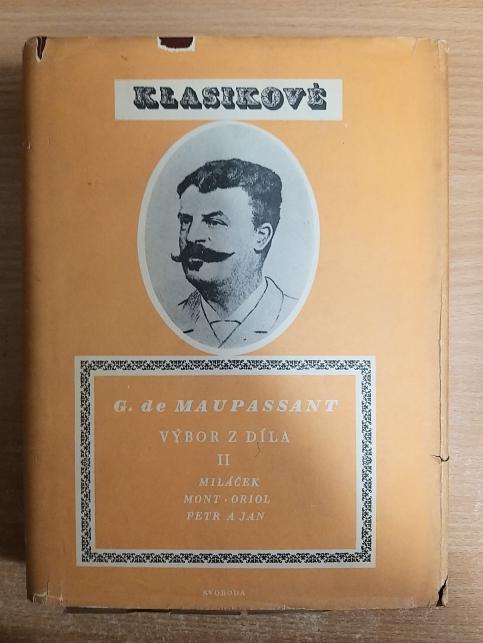 KLASIKOVÉ
G. de MAUPASSANT
VÝBOR Z DÍLA
II
MILÁČEK
MONT-ORIOL
PETR A JAN
SVOBODA